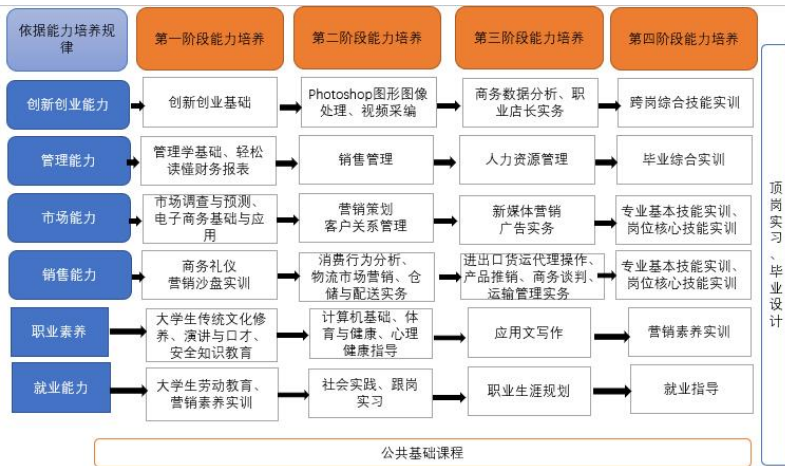 依据能力培养规
律
第一阶段能力培养
第二阶段能力培养
第三阶段能力培养
第四阶段能力培养
创新创业能力
创新创业基础
Photoshop图形图像
处理、视频采编
商务数据分析、职
业店长实务
跨岗综合技能实训
管理能力
管理学基础、轻松
读懂财务报表
销售管理
人力资源管理
毕业综合实训
市场能力
市场调查与预测、
电子商务基础与应
用
营销策划
客户关系管理
新媒体营销
广告实务
专业基本技能实训、
岗位核心技能实训
销售能力
商务礼仪
营销沙盘实训
消费行为分析、
物流市场营销、仓
储与配送实务
进出口货运代理操作、
产品推销、商务谈判、
运输管理实务
专业基本技能实训、
岗位核心技能实训
职业素养
大学生传统文化修
养、演讲与口才、
安全知识教育
计算机基础、体
育与健康、心理
健康指导
应用文写作
营销素养实训
就业能力
大学生劳动教育、
营销素养实训
社会实践、跟岗
实习
职业生涯规划
就业指导
顶岗实习、毕业设计
公共基础课程